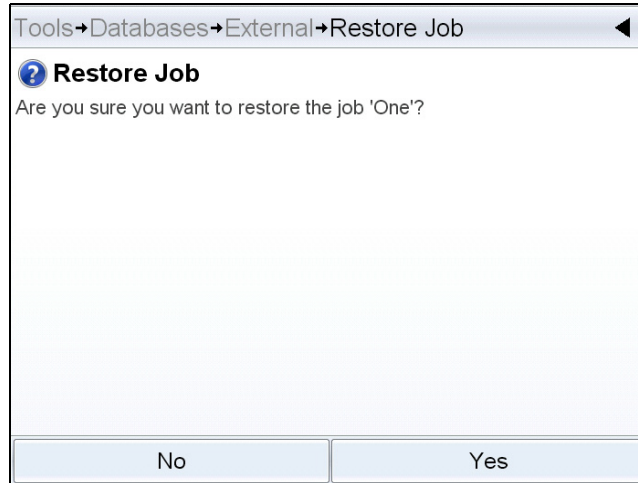 Tools→Databases→External→Restore Job
Restore Job
Are you sure you want to restore the job 'One'?
No
Yes